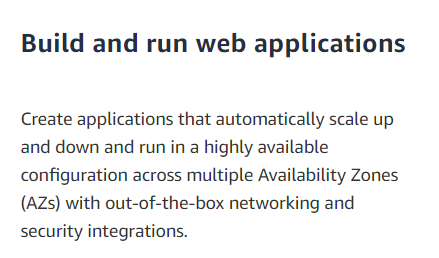 Build and run web applications
Create applications that automatically scale up
and down and run in a highly available
configuration across multiple Availability Zones
(AZs) with out-of-the-box networking and
security integrations.